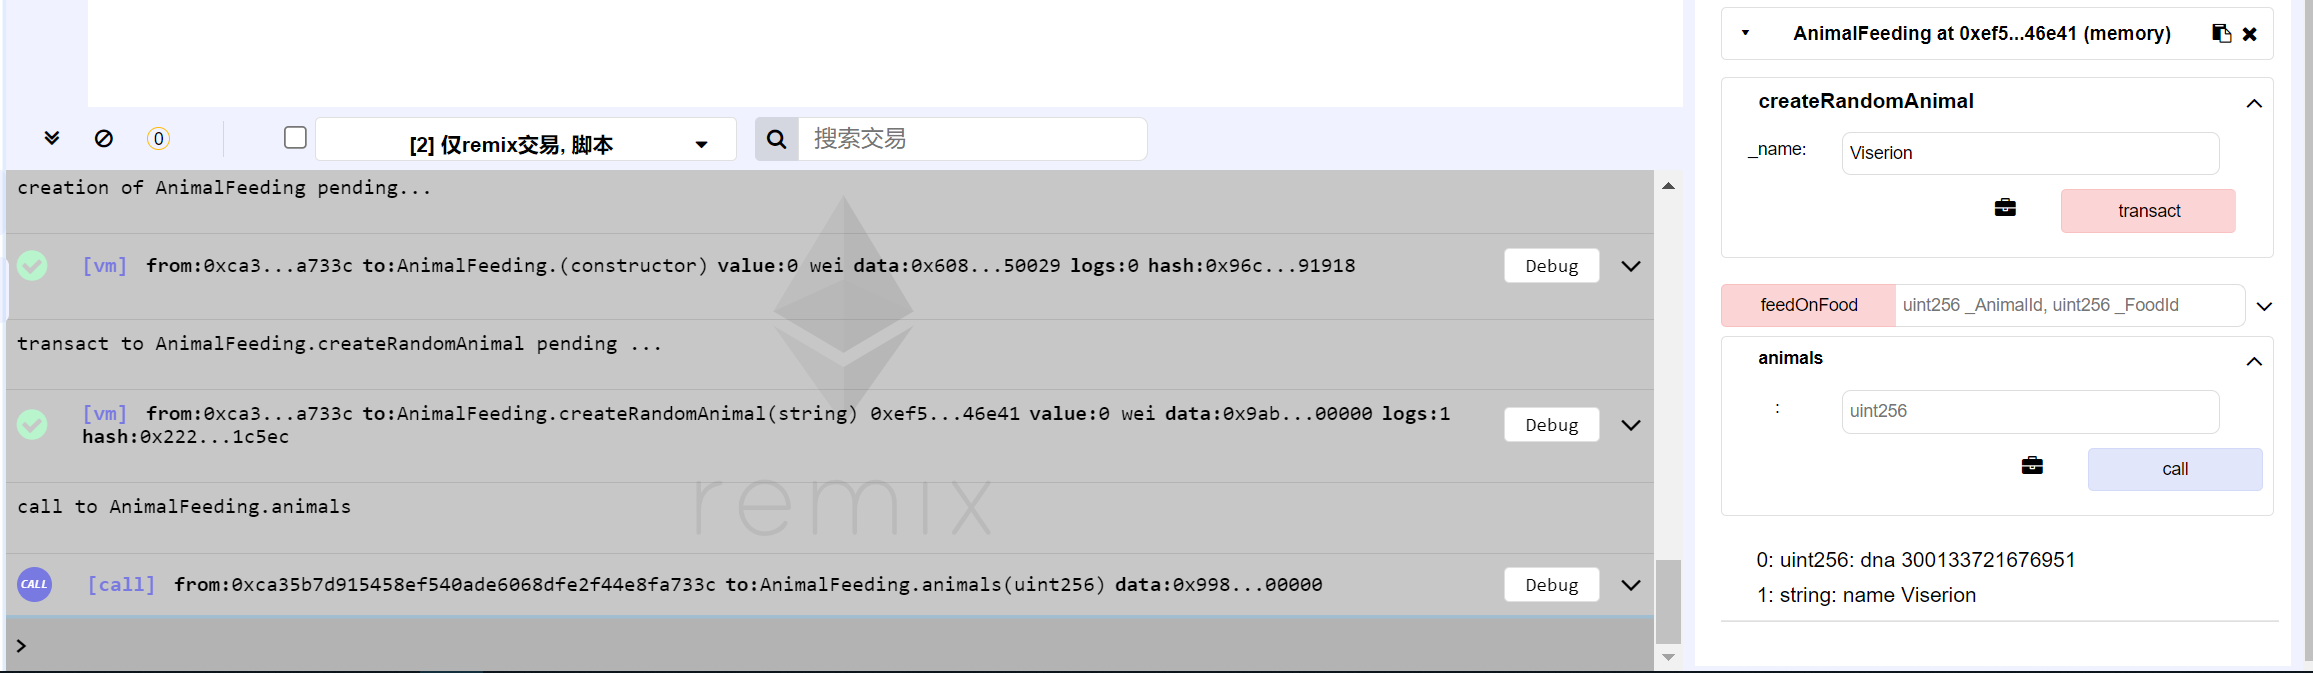 0
[2] 仅remix交易, 脚本
搜索交易
creation of AnimalFeeding pending...
[vm] from:0xca3...a733c to:AnimalFeeding.(constructor) value:0 wei data:0x608...50029 logs:0 hash:0x96c...91918
Debug
transact to AnimalFeeding.createRandomAnimal pending ...
[vm] from:0xca3...a733c to:AnimalFeeding.createRandomAnimal(string) 0xef5...46e41 value:0 wei data:0x9ab...00000 logs:1
hash:0x222...1c5ec
Debug
call to AnimalFeeding.animals
CALL
[call] from:0xca35b7d915458ef540ade6068dfe2f44e8fa733c to:AnimalFeeding.animals(uint256) data:0x998...00000
Debug
>
remix
AnimalFeeding at 0xef5...46e41 (memory)
createRandomAnimal
_name:
Viserion
transact
feedOnFood
uint256 _AnimalId, uint256 _FoodId
animals
:
uint256
call
0: uint256: dna 300133721676951
1: string: name Viserion